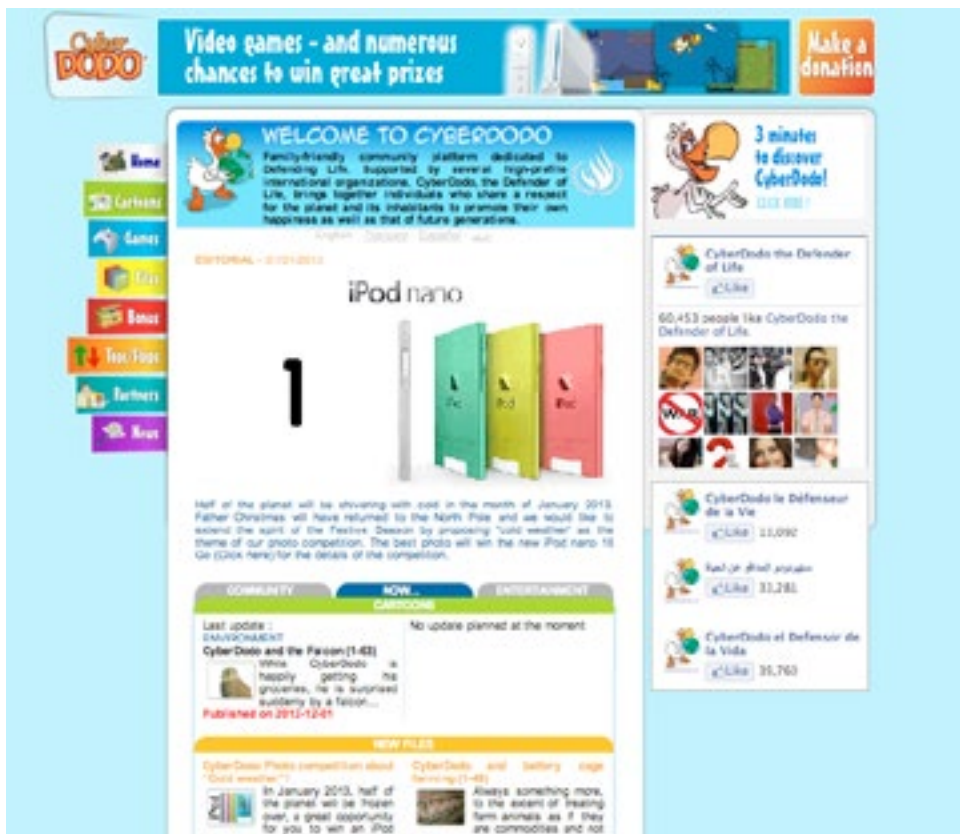 Cyber
DODO
Video games - and numerous
chances to win great prizes
Make a
donation
Home
Cartoons
Games
Files
Bonus
Toos/Flops
Partners
News
WELCOME TO CYBERDODO
Family-friendly community platform dedicated to
Defending Life. Supported by several high-profile
international organizations, CyberDodo, the Defender of
Life, brings together individuals who share a respect
for the planet and its inhabitants to promote their own
happiness as well as that of future generations.
English Français Español
EDITORIAL -
iPod nano
1
Half of the planet will be shivering with cold in the month of January 2013.
Father Christmas will have returned to the North Pole and we would like to
extend the spirit of the Festive Season by proposing "cold weather" as the
theme of our photo competition. The best photo will win the new iPod nano 16
Go (Click here) for the details of the competition.
COMMUNITY
NOW...
ENTERTAINMENT
CARTOONS
Last update :
ENVIRONMENT
CyberDodo and the Falcon (1-63)
While CyberDodo is
happily getting his
groceries, he is surprised
suddenly by a falcon...
Published on 2012-12-01
No update planned at the moment
NEW FILES
CyberDodo Photo competition about
"Cold weather"!
In January 2013, half of
the planet will be frozen
over, a great opportunity
for you to win an iPod
CyberDodo and battery cage
farming (1-48)
Always something more,
to the extent of treating
farm animals as if they
are commodities and not
3 minutes
to discover
CyberDodo!
CLICK HERE !
CyberDodo the Defender
of Life
Like
60,453 people like CyberDodo the
Defender of Life.
WAR
CyberDodo le Défenseur
de la Vie
Like 11,092
Like 33,281
CyberDodo el Defensor de
la Vida
Like 35,763